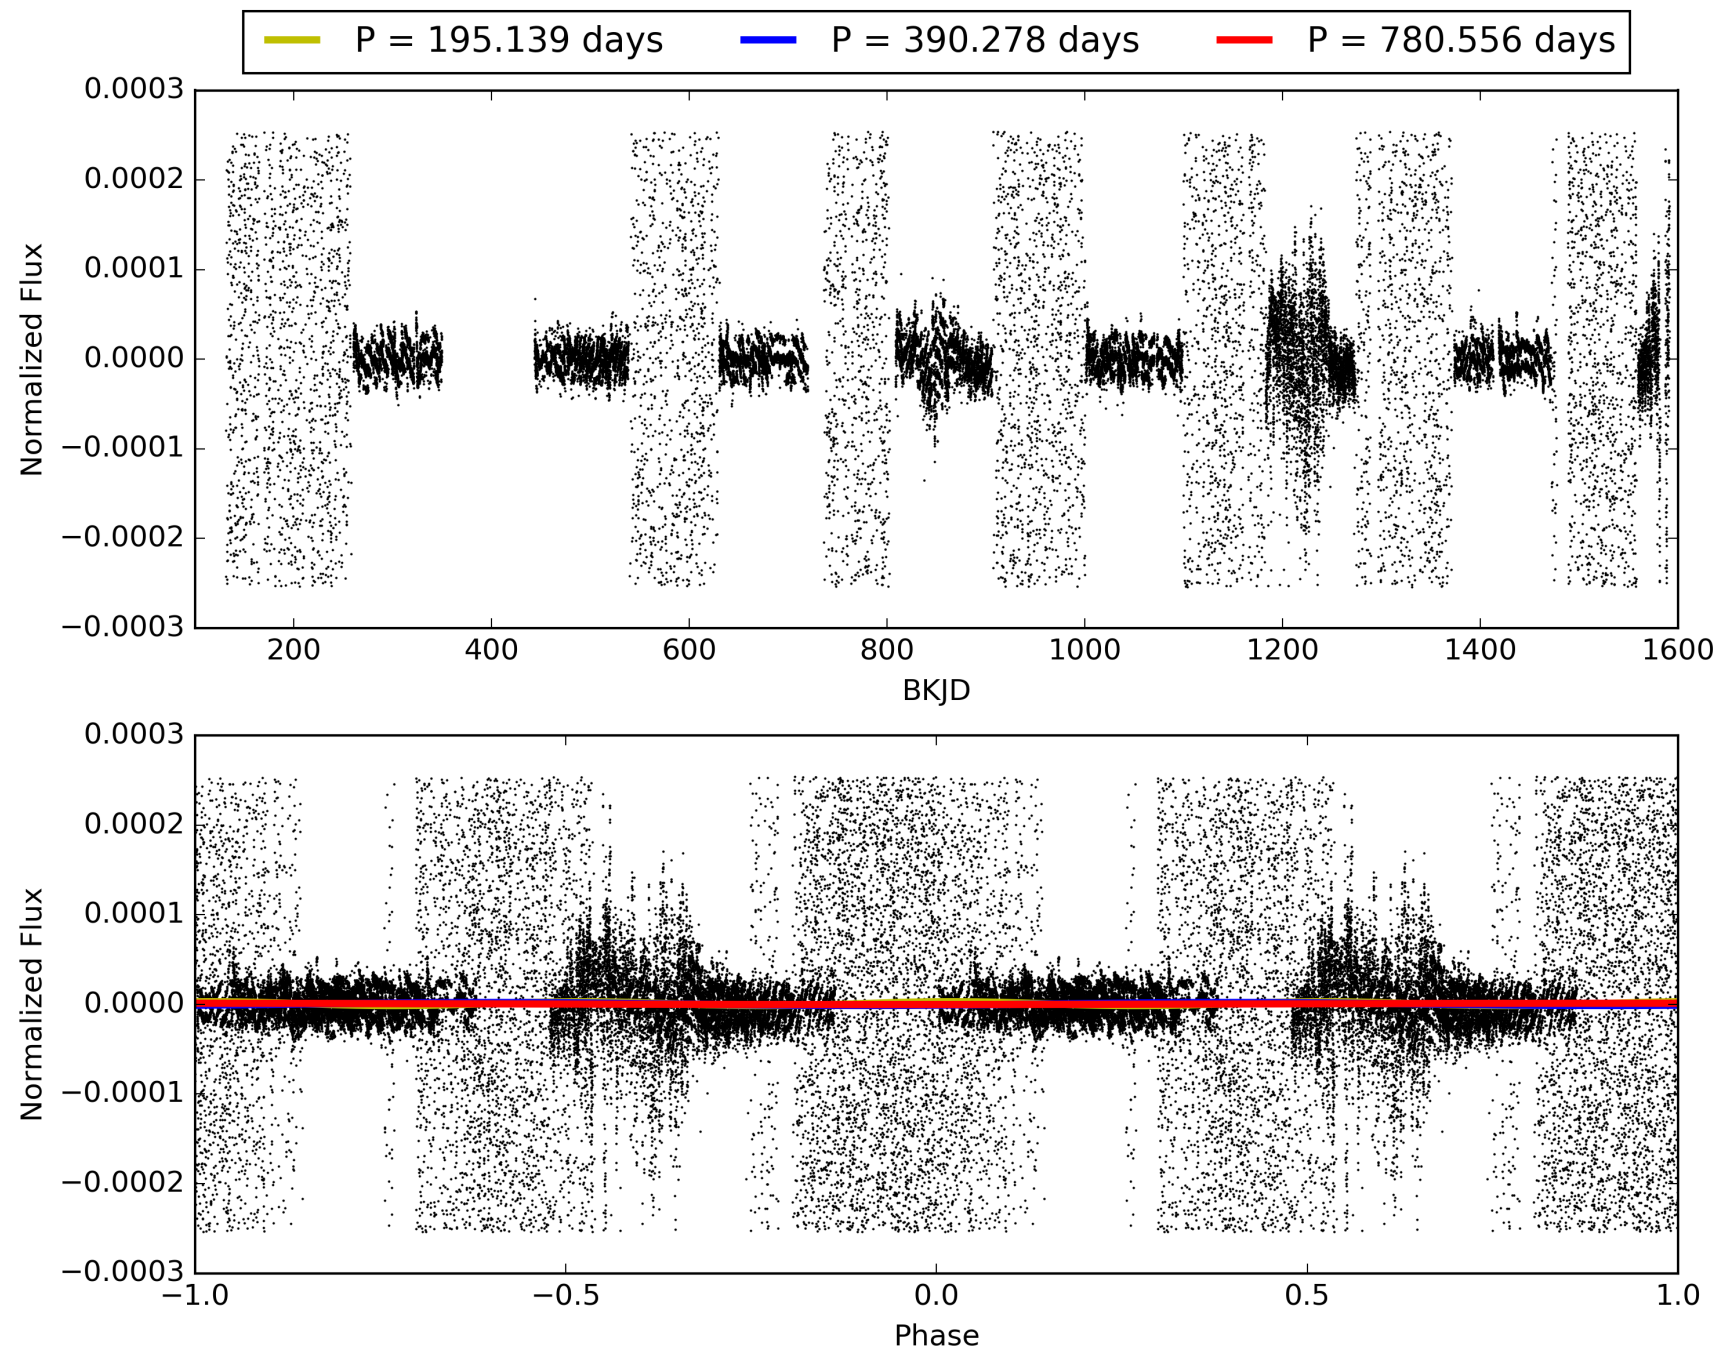 P = 195.139 days P = 390.278 days P = 780.556 days
0.0003
0.0002
0.0001
0.0000
−0.0001
−0.0002
−0.0003
Normalized Flux
200 400 600 800 1000 1200 1400 1600
BKJD
0.0003
0.0002
0.0001
0.0000
−0.0001
−0.0002
−0.0003
Normalized Flux
−1.0 −0.5 0.0 0.5 1.0
Phase